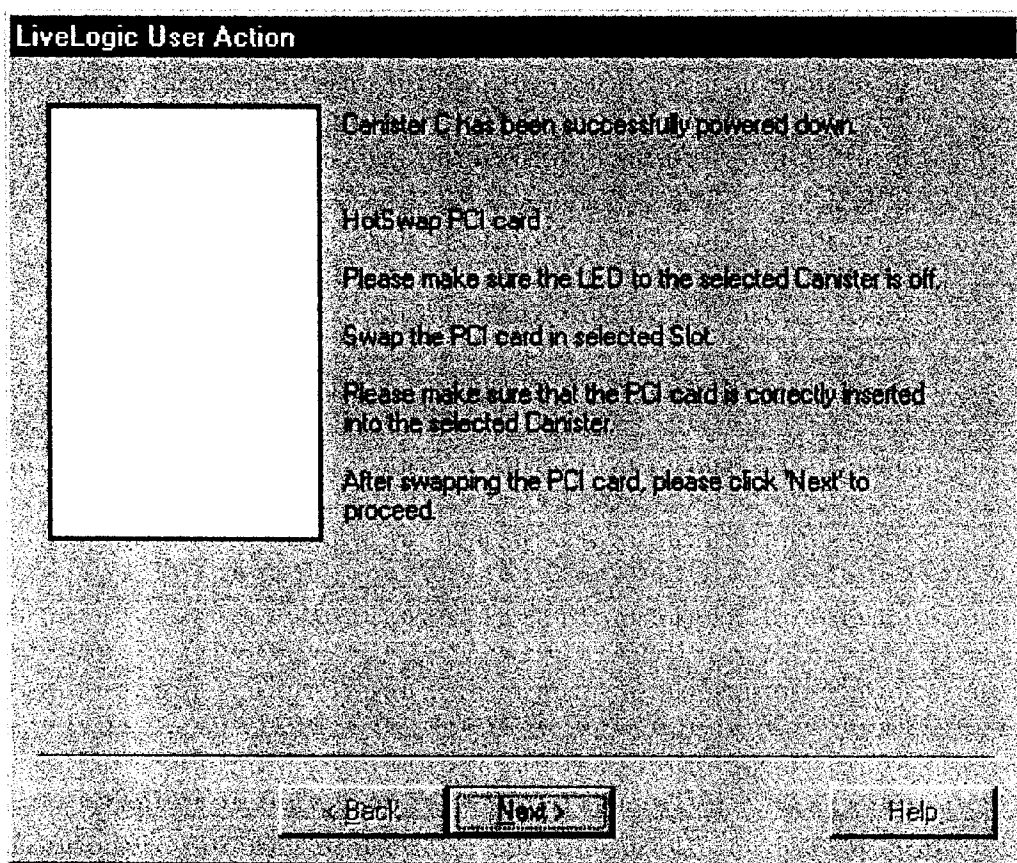 LiveLogic User Action
Canister C has been successfully powered down.
HotSwap PCI card
Please make sure the LED to the selected Canister is off.
Swap the PCI card in selected Slot.
Please make sure that the PCI card is correctly inserted
into the selected Canister.
After swapping the PCI card, please click 'Next' to
proceed.
< Back
Next >
Help